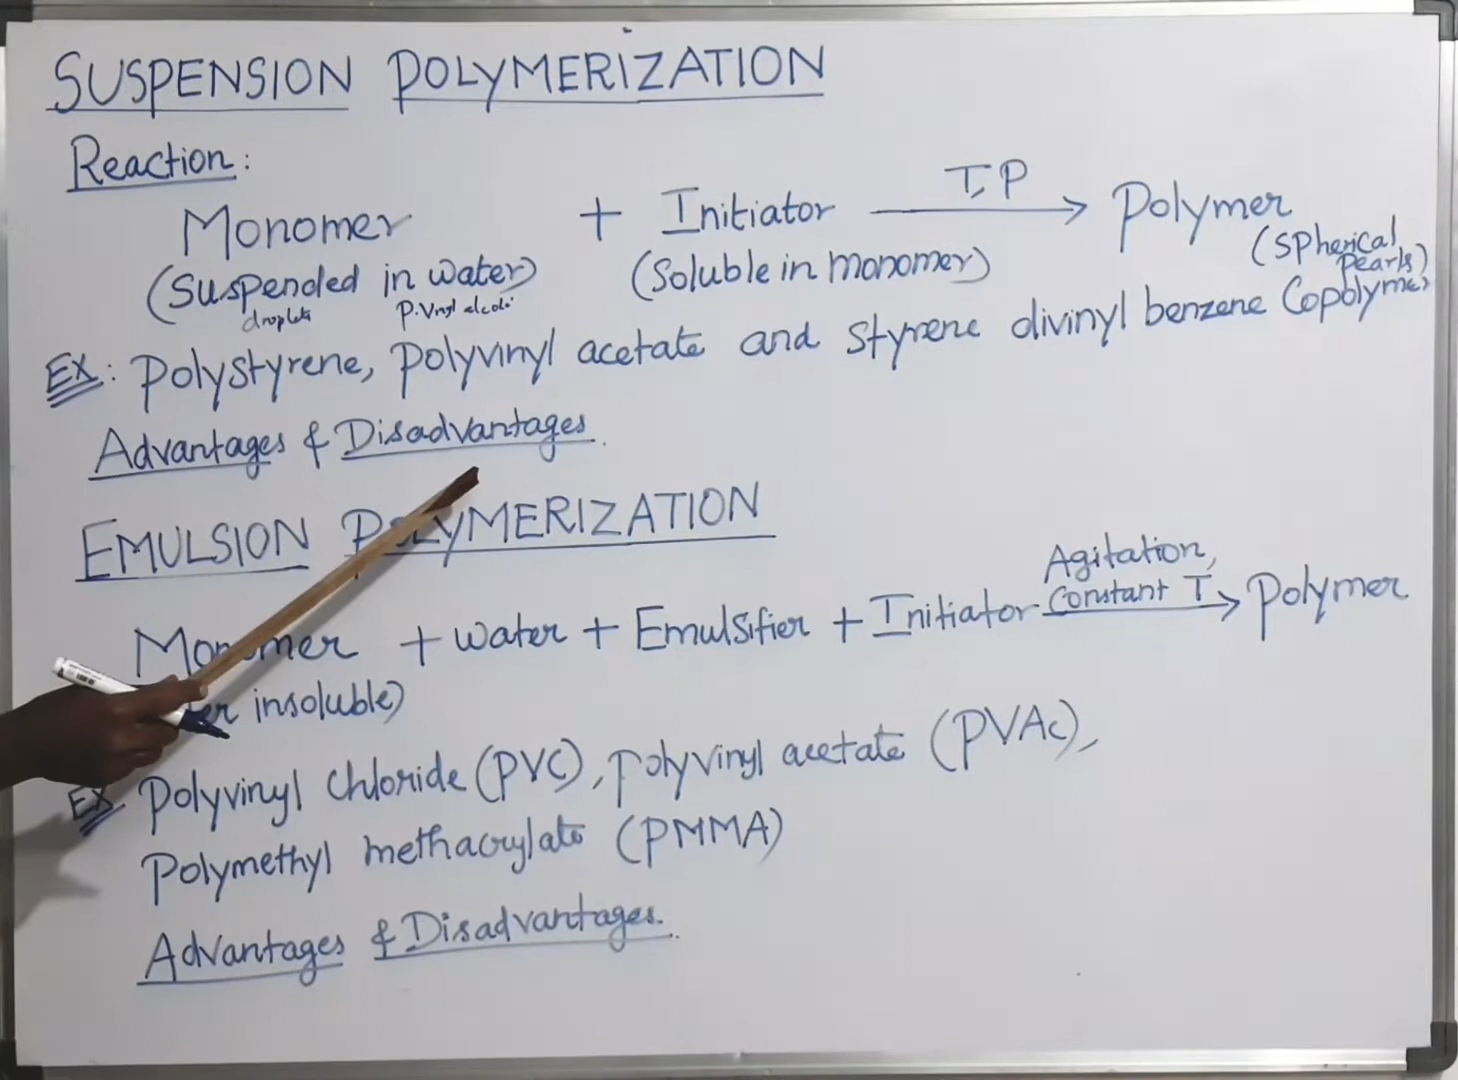 SUSPENSION POLYMERIZATION
Reaction:
Monomer + Initiator T,P → Polymer
(Suspended in water) (Soluble in monomer) (Spherical pearls)
droplets P.Vinyl alcohol
Ex: Polystyrene, Polyvinyl acetate and Styrene divinyl benzene Copolymer
Advantages & Disadvantages.
EMULSION POLYMERIZATION
Agitation,
Monomer + water + Emulsifier + Initiator Constant T → Polymer
insoluble)
Ex: Polyvinyl chloride (PVC), Polyvinyl acetate (PVAc),
Polymethyl methacrylate (PMMA)
Advantages & Disadvantages.